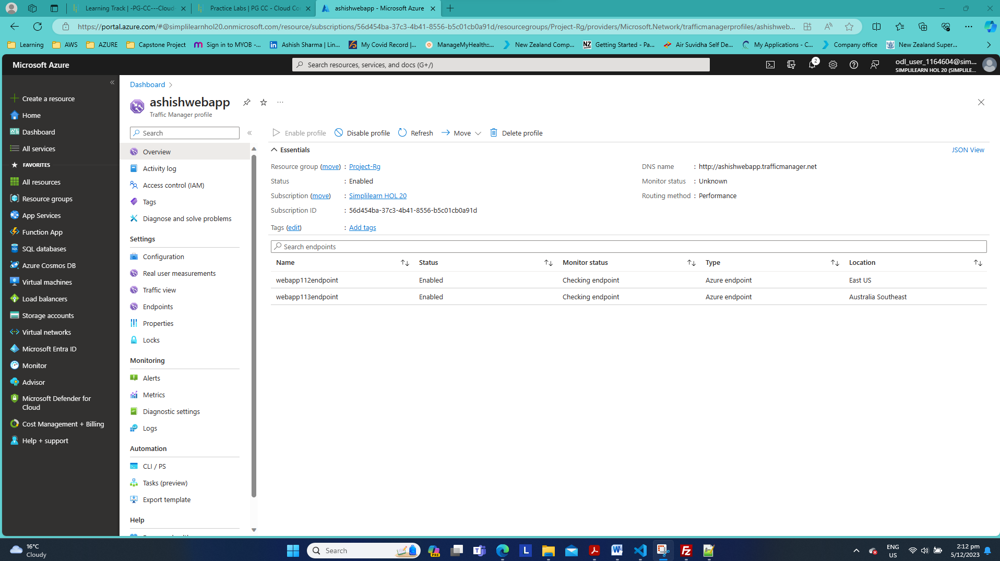 Learning Track | -PG-CC---Cloud-
Practice Labs | PG CC - Cloud Co
ashishwebapp - Microsoft Azure
https://portal.azure.com/#@simplilearnhol20.onmicrosoft.com/resource/subscriptions/56d454ba-37c3-4b41-8556-b5c01cb0a91d/resourcegroups/Project-Rg/providers/Microsoft.Network/trafficmanagerprofiles/ashishweb...
Learning
AWS
AZURE
Capstone Project
Sign in to MYOB -...
Ashish Sharma | Lin...
My Covid Record |...
ManageMyHealth::...
New Zealand Comp...
NZ
Getting Started - Pa...
Air Suvidha Self De...
My Applications - C...
Company office
New Zealand Super...
Microsoft Azure
Search resources, services, and docs (G+/)
2
odl_user_1164604@sim...
SIMPLILEARN HOL 20 (SIMPLILE...
Create a resource
Home
Dashboard
All services
FAVORITES
All resources
Resource groups
App Services
Function App
SQL databases
Azure Cosmos DB
Virtual machines
Load balancers
Storage accounts
Virtual networks
Microsoft Entra ID
Monitor
Advisor
Microsoft Defender for
Cloud
Cost Management + Billing
Help + support
Dashboard
ashishwebapp
Traffic Manager profile
Search
Overview
Activity log
Access control (IAM)
Tags
Diagnose and solve problems
Settings
Configuration
Real user measurements
Traffic view
Endpoints
Properties
Locks
Monitoring
Alerts
Metrics
Diagnostic settings
Logs
Automation
CLI / PS
Tasks (preview)
Export template
Help
Enable profile
Disable profile
Refresh
Move
Delete profile
Essentials
JSON View
Resource group (move) : Project-Rg
Status : Enabled
Subscription (move) : Simplilearn HOL 20
Subscription ID : 56d454ba-37c3-4b41-8556-b5c01cb0a91d
Tags (edit) : Add tags
DNS name : http://ashishwebapp.trafficmanager.net
Monitor status : Unknown
Routing method : Performance
Search endpoints
Name Status Monitor status Type Location
webapp112endpoint Enabled Checking endpoint Azure endpoint East US
webapp113endpoint Enabled Checking endpoint Azure endpoint Australia Southeast
16°C
Cloudy
Search
PRE
L
ENG
US
2:12 pm
5/12/2023